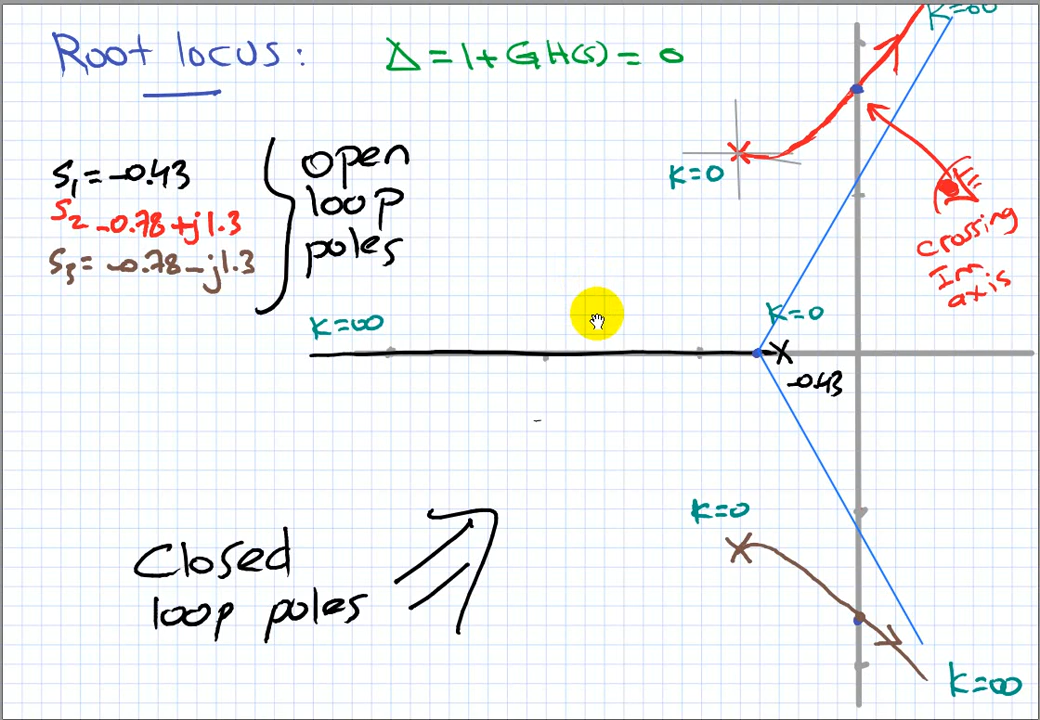 Root locus: Δ = 1 + GH(s) = 0
K=∞
S₁ = -0.43
S₂ -0.78 + j1.3
S₃ = -0.78 - j1.3
open
loop
poles
K=0
K=
crossing
Im
axis
K=∞
K=0
-0.43
K=0
Closed
loop poles
K=∞